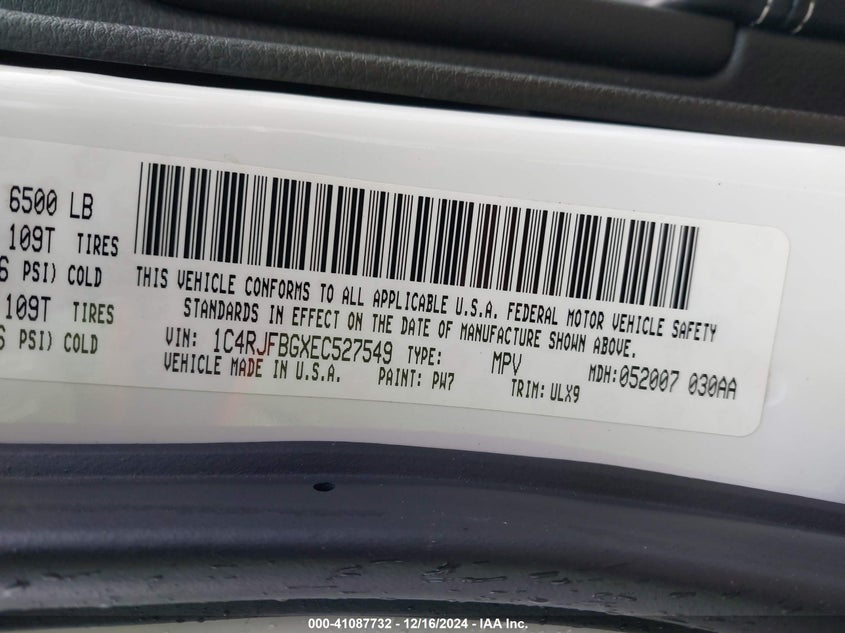 6500 LB
109T TIRES
PSI) COLD
109T TIRES
PSI) COLD
THIS VEHICLE CONFORMS TO ALL APPLICABLE U.S.A. FEDERAL MOTOR VEHICLE SAFETY
STANDARDS IN EFFECT ON THE DATE OF MANUFACTURE SHOWN ABOVE.
VIN: 1C4RJFBGXEC527549 TYPE: MPV MDH:052007 030AA
VEHICLE MADE IN U.S.A. PAINT: PW7 TRIM:ULX9
000-41087732 - 12/16/2024 - IAA Inc.